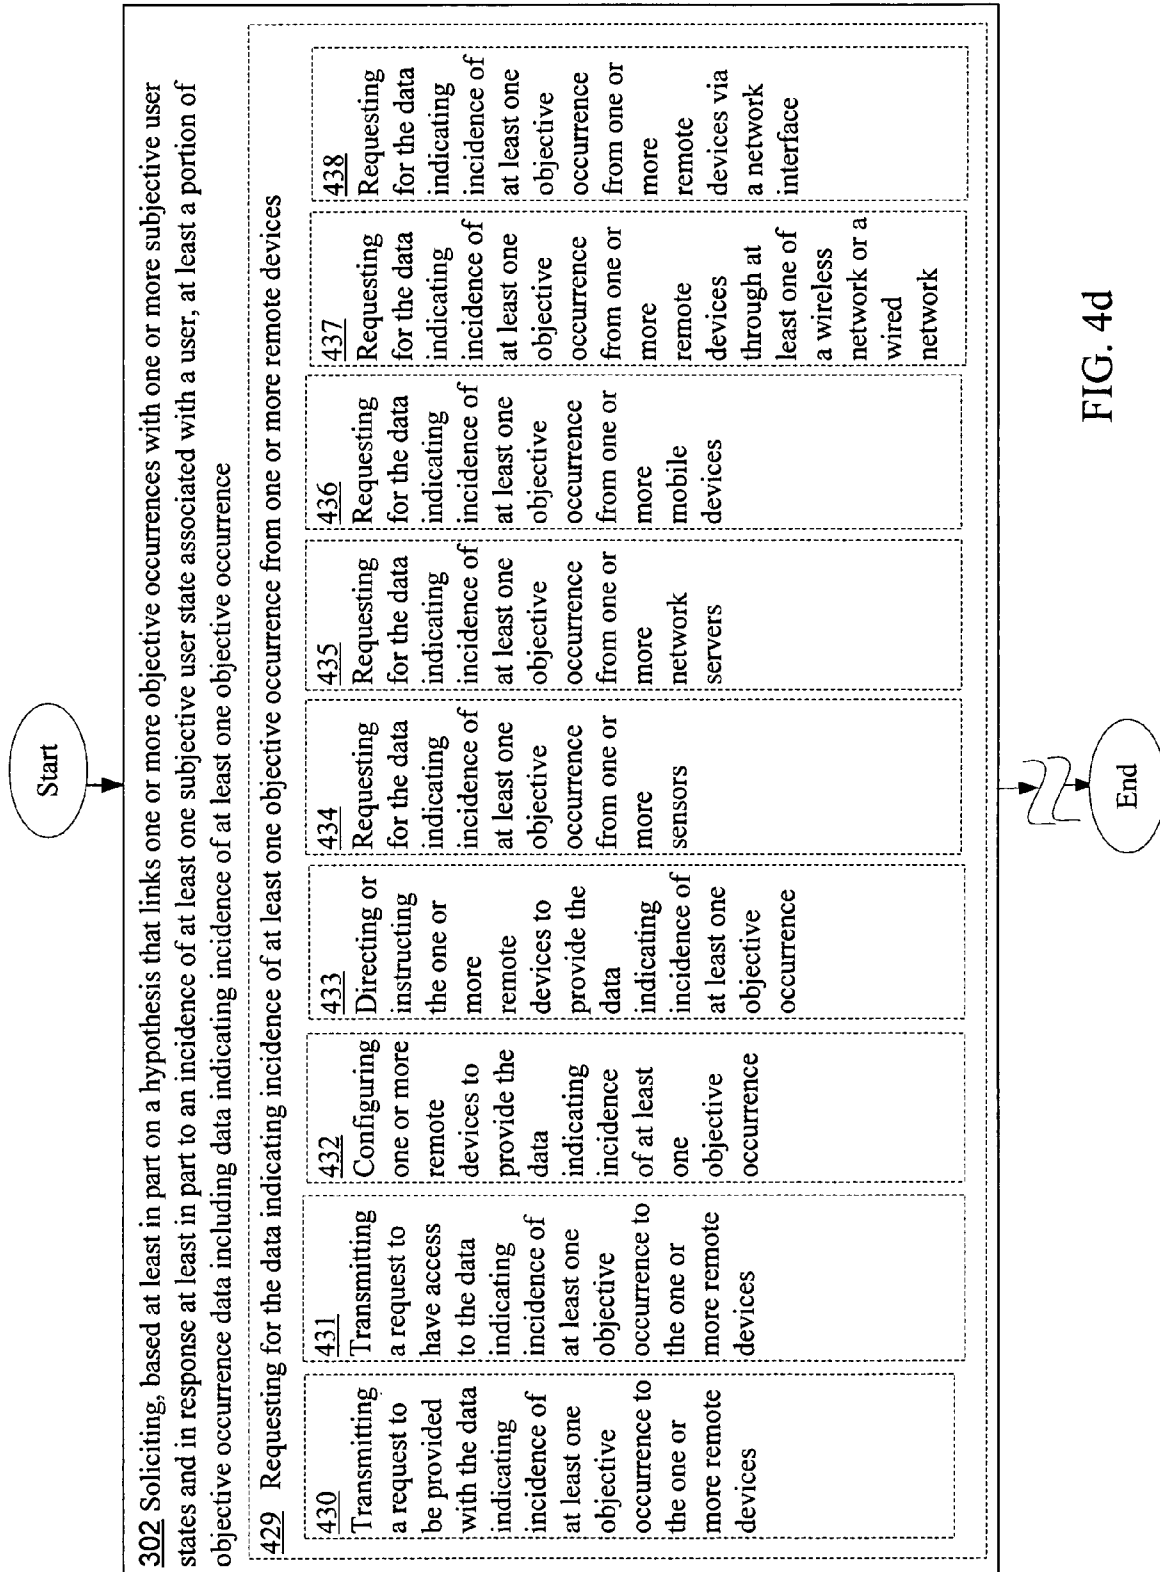 Start
302 Soliciting, based at least in part on a hypothesis that links one or more objective occurrences with one or more subjective user
states and in response at least in part to an incidence of at least one subjective user state associated with a user, at least a portion of
objective occurrence data including data indicating incidence of at least one objective occurrence
429 Requesting for the data indicating incidence of at least one objective occurrence from one or more remote devices
430
Transmitting
a request to
be provided
with the data
indicating
incidence of
at least one
objective
occurrence to
the one or
more remote
devices
431
Transmitting
a request to
have access
to the data
indicating
incidence of
at least one
objective
occurrence to
the one or
more remote
devices
432
Configuring
one or more
remote
devices to
provide the
data
indicating
incidence
of at least
one
objective
occurrence
433
Directing or
instructing
the one or
more
remote
devices to
provide the
data
indicating
incidence of
at least one
objective
occurrence
434
Requesting
for the data
indicating
incidence of
at least one
objective
occurrence
from one or
more
sensors
435
Requesting
for the data
indicating
incidence of
at least one
objective
occurrence
from one or
more
network
servers
436
Requesting
for the data
indicating
incidence of
at least one
objective
occurrence
from one or
more
mobile
devices
437
Requesting
for the data
indicating
incidence of
at least one
objective
occurrence
from one or
more
remote
devices
through at
least one of
a wireless
network or a
wired
network
438
Requesting
for the data
indicating
incidence of
at least one
objective
occurrence
from one or
more
remote
devices via
a network
interface
End
FIG. 4d